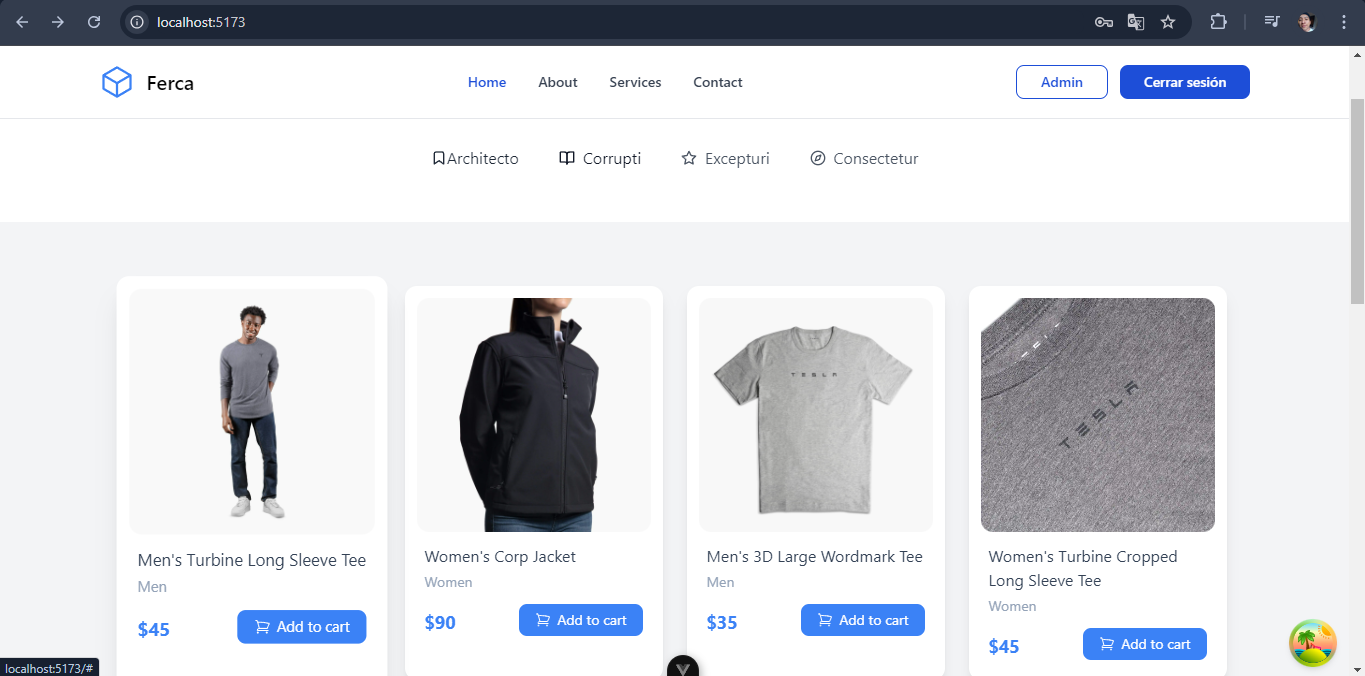 localhost:5173
Ferca
Home About Services Contact
Admin Cerrar sesión
Architecto Corrupti Excepturi Consectetur
TESLA
TESLA
Men's Turbine Long Sleeve Tee
Men
$45 Add to cart
Women's Corp Jacket
Women
$90 Add to cart
Men's 3D Large Wordmark Tee
Men
$35 Add to cart
Women's Turbine Cropped
Long Sleeve Tee
Women
$45 Add to cart
localhost:5173/#